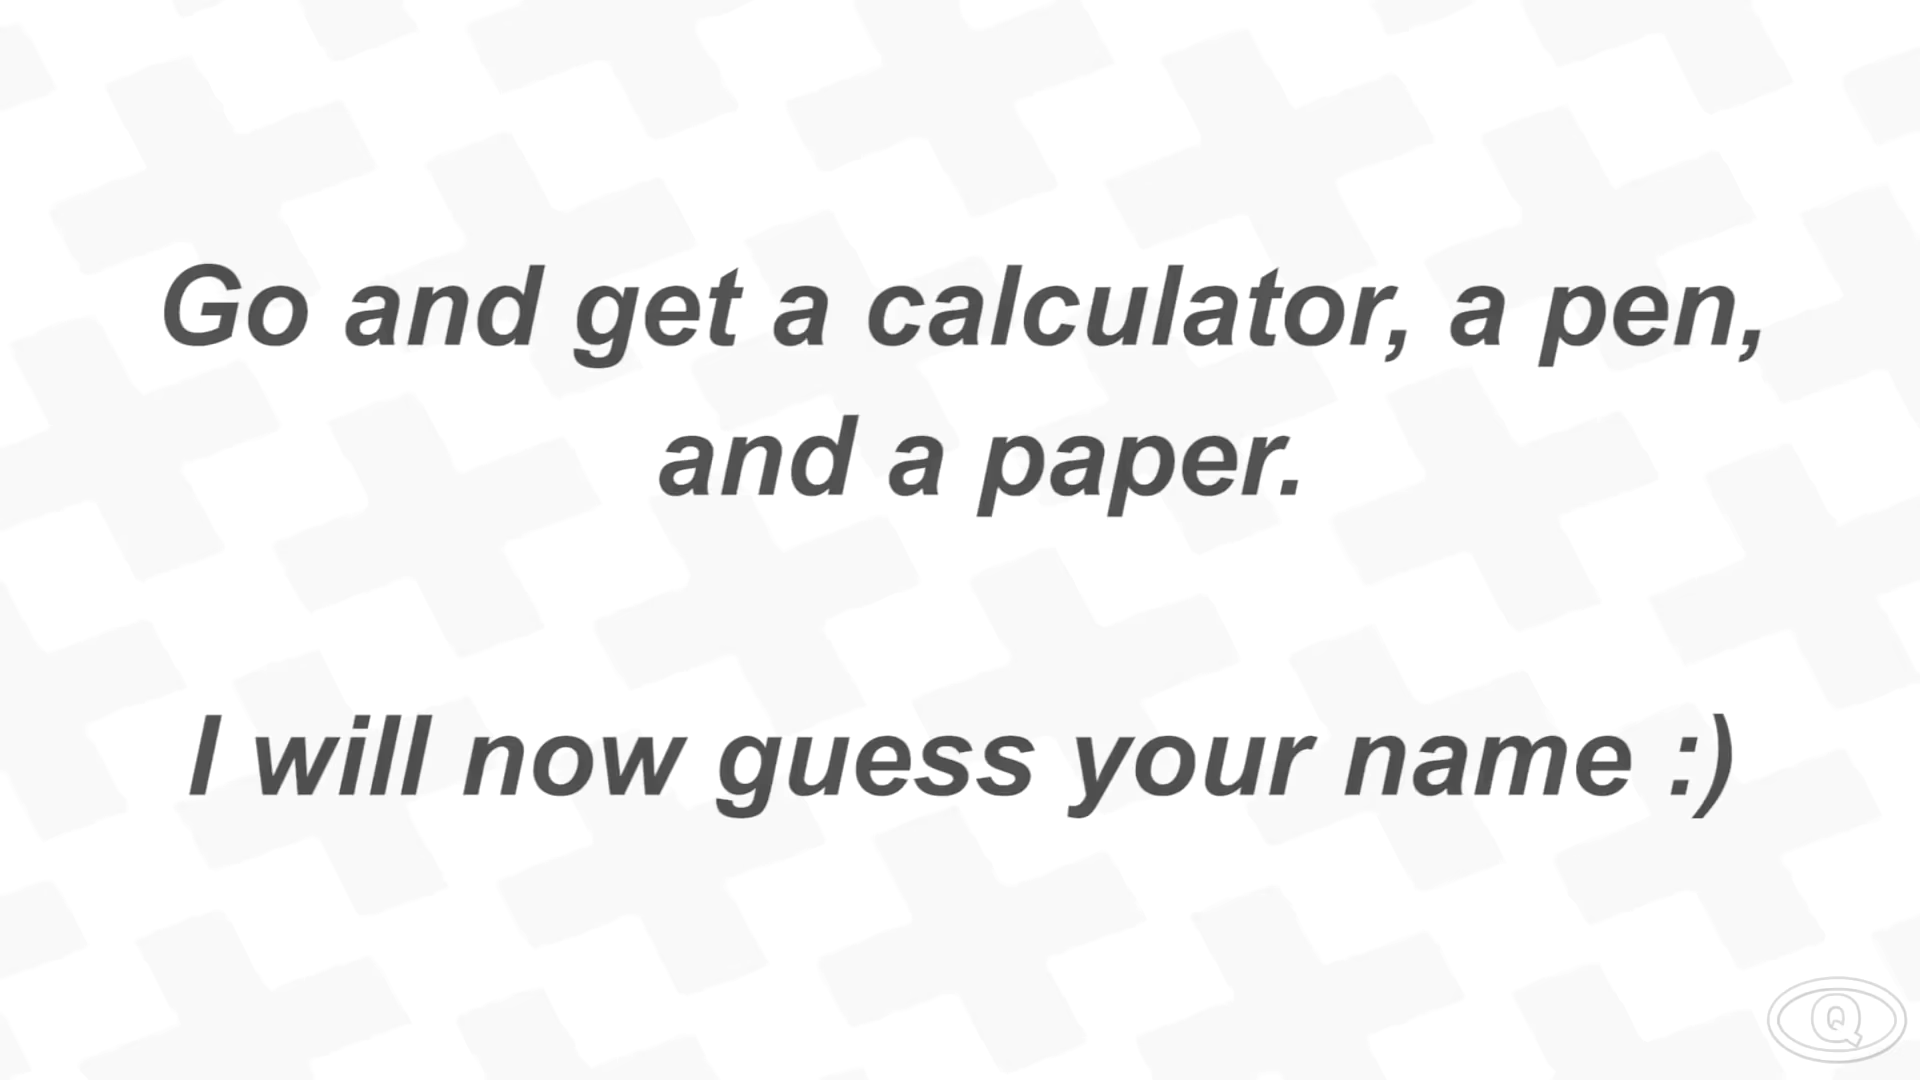 Go and get a calculator, a pen,
and a paper.
I will now guess your name :)
Q